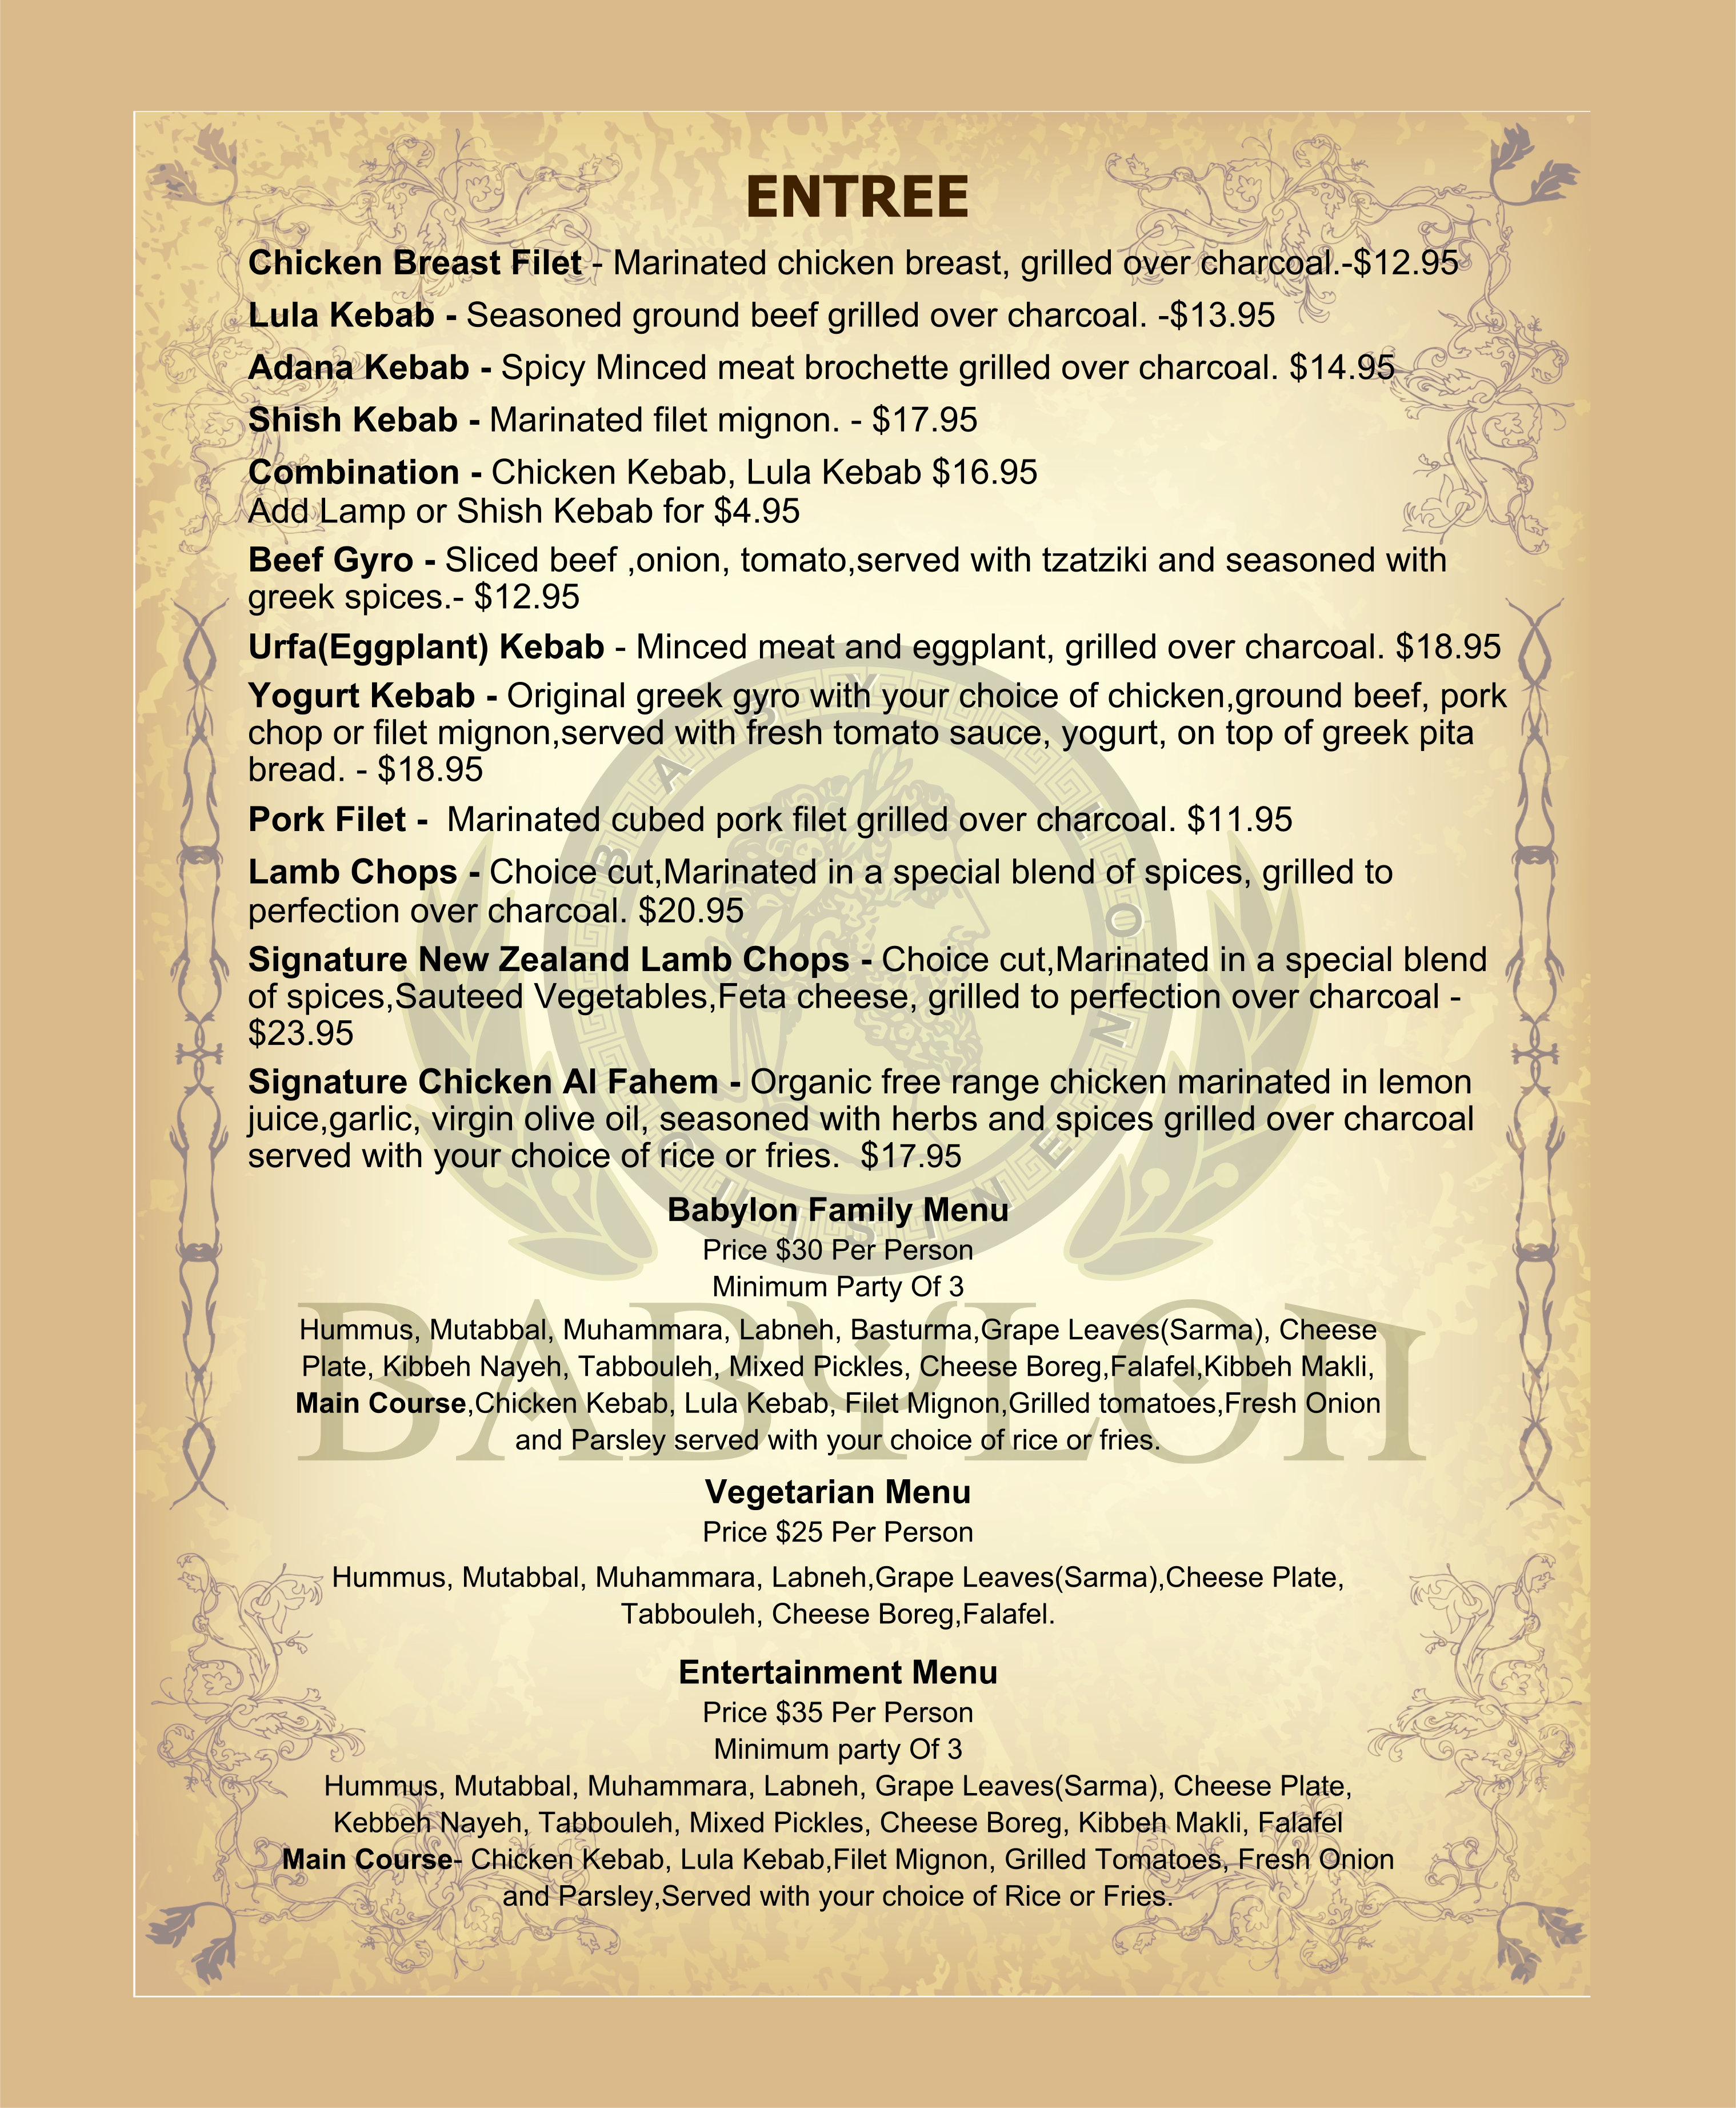 ENTREE
Chicken Breast Filet - Marinated chicken breast, grilled over charcoal.-$12.95
Lula Kebab - Seasoned ground beef grilled over charcoal. -$13.95
Adana Kebab - Spicy Minced meat brochette grilled over charcoal. $14.95
Shish Kebab - Marinated filet mignon. - $17.95
Combination - Chicken Kebab, Lula Kebab $16.95
Add Lamp or Shish Kebab for $4.95
Beef Gyro - Sliced beef ,onion, tomato,served with tzatziki and seasoned with
greek spices.- $12.95
Urfa(Eggplant) Kebab - Minced meat and eggplant, grilled over charcoal. $18.95
Yogurt Kebab - Original greek gyro with your choice of chicken,ground beef, pork
chop or filet mignon,served with fresh tomato sauce, yogurt, on top of greek pita
bread. - $18.95
Pork Filet -  Marinated cubed pork filet grilled over charcoal. $11.95
Lamb Chops - Choice cut,Marinated in a special blend of spices, grilled to
perfection over charcoal. $20.95
Signature New Zealand Lamb Chops - Choice cut,Marinated in a special blend
of spices,Sauteed Vegetables,Feta cheese, grilled to perfection over charcoal -
$23.95
Signature Chicken Al Fahem - Organic free range chicken marinated in lemon
juice,garlic, virgin olive oil, seasoned with herbs and spices grilled over charcoal
served with your choice of rice or fries.  $17.95
Babylon Family Menu
Price $30 Per Person
Minimum Party Of 3
Hummus, Mutabbal, Muhammara, Labneh, Basturma,Grape Leaves(Sarma), Cheese
Plate, Kibbeh Nayeh, Tabbouleh, Mixed Pickles, Cheese Boreg,Falafel,Kibbeh Makli,
Main Course,Chicken Kebab, Lula Kebab, Filet Mignon,Grilled tomatoes,Fresh Onion
and Parsley served with your choice of rice or fries.
Vegetarian Menu
Price $25 Per Person
Hummus, Mutabbal, Muhammara, Labneh,Grape Leaves(Sarma),Cheese Plate,
Tabbouleh, Cheese Boreg,Falafel.
Entertainment Menu
Price $35 Per Person
Minimum party Of 3
Hummus, Mutabbal, Muhammara, Labneh, Grape Leaves(Sarma), Cheese Plate,
Kebbeh Nayeh, Tabbouleh, Mixed Pickles, Cheese Boreg, Kibbeh Makli, Falafel
Main Course- Chicken Kebab, Lula Kebab,Filet Mignon, Grilled Tomatoes, Fresh Onion
and Parsley,Served with your choice of Rice or Fries.
BABYLON
CUISINE
BABYLON